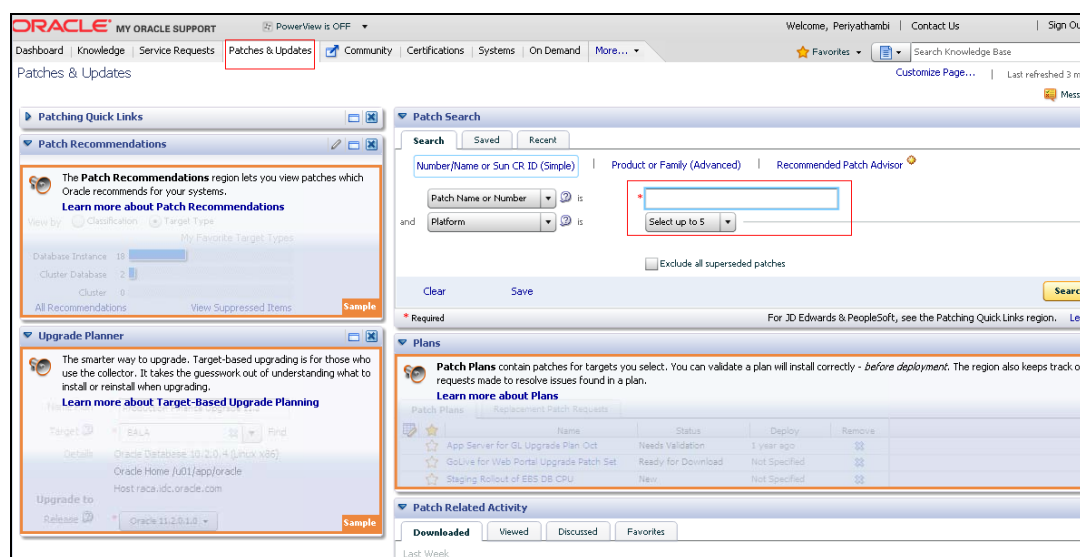 ORACLE MY ORACLE SUPPORT PowerView is OFF Welcome, Periyathambi | Contact Us | Sign Ou
Dashboard | Knowledge | Service Requests | Patches & Updates | Community | Certifications | Systems | On Demand | More... Favorites Search Knowledge Base
Patches & Updates Customize Page... | Last refreshed 3 m
Mess
Patching Quick Links
Patch Recommendations
The Patch Recommendations region lets you view patches which
Oracle recommends for your systems.
Learn more about Patch Recommendations
View by Classification Target Type
My Favorite Target Types
Database Instance 18
Cluster Database 2
Cluster 0
All Recommendations View Suppressed Items Sample
Upgrade Planner
The smarter way to upgrade. Target-based upgrading is for those who
use the collector. It takes the guesswork out of understanding what to
install or reinstall when upgrading.
Learn more about Target-Based Upgrade Planning
Target * BALA Find
Details Oracle Database 10.2.0.4 (Linux x86)
Oracle Home /u01/app/oracle
Host raca.idc.oracle.com
Upgrade to
Release * Oracle 11.2.0.1.0 Sample
Patch Search
Search Saved Recent
Number/Name or Sun CR ID (Simple) | Product or Family (Advanced) | Recommended Patch Advisor
Patch Name or Number is *
and Platform is Select up to 5
Exclude all superseded patches
Clear Save Searc
* Required For JD Edwards & PeopleSoft, see the Patching Quick Links region. Le
Plans
Patch Plans contain patches for targets you select. You can validate a plan will install correctly - before deployment. The region also keeps track o
requests made to resolve issues found in a plan.
Learn more about Plans
Patch Plans Replacement Patch Requests
Name Status Deploy Remove
App Server for GL Upgrade Plan Oct Needs Validation 1 year ago
GoLive for Web Portal Upgrade Patch Set Ready for Download Not Specified
Staging Rollout of EBS DB CPU New Not Specified
Patch Related Activity
Downloaded Viewed Discussed Favorites
Last Week